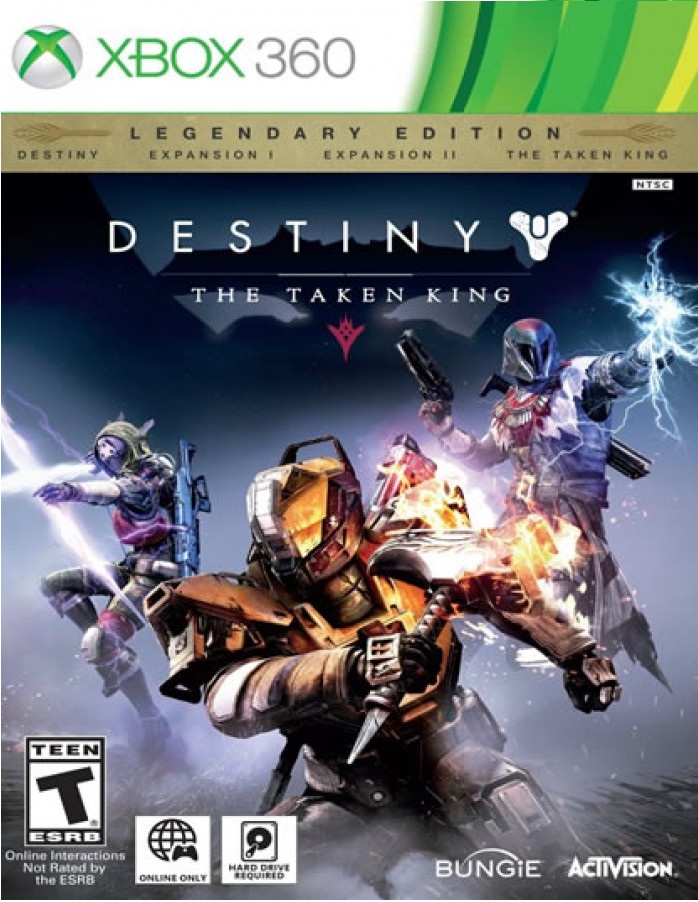 XBOX 360
LEGENDARY EDITION
DESTINY EXPANSION I EXPANSION II THE TAKEN KING
NTSC
DESTINY
THE TAKEN KING
TEEN
T
ESRB
Online Interactions
Not Rated by
the ESRB
ONLINE ONLY
HARD DRIVE
REQUIRED
BUNGiE
ACTIVISION